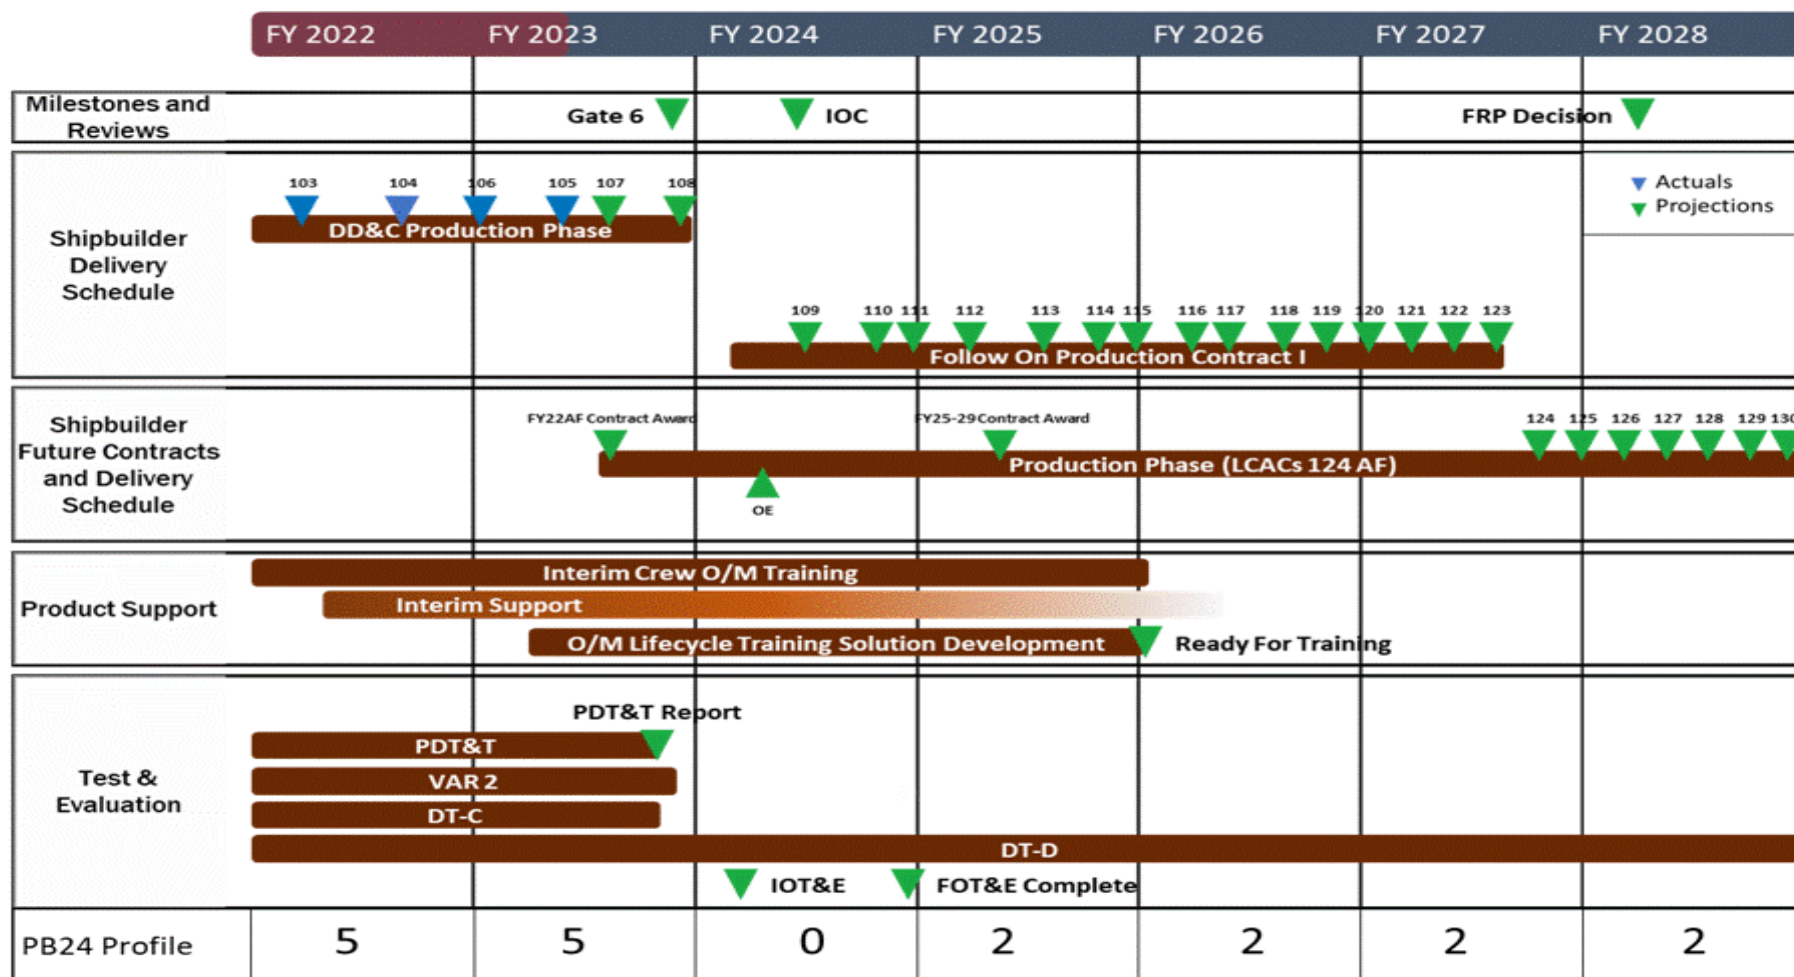 FY 2022 FY 2023 FY 2024 FY 2025 FY 2026 FY 2027 FY 2028
Milestones and
Reviews
Gate 6 IOC FRP Decision
Shipbuilder
Delivery
Schedule
103 104 106 105 107 108
DD&C Production Phase
Actuals
Projections
109 110 111 112 113 114 115 116 117 118 119 120 121 122 123
Follow On Production Contract I
Shipbuilder
Future Contracts
and Delivery
Schedule
FY22AF Contract Award FY25-29 Contract Award 124 125 126 127 128 129 130
Production Phase (LCACs 124 AF)
OE
Product Support
Interim Crew O/M Training
Interim Support
O/M Lifecycle Training Solution Development Ready For Training
Test &
Evaluation
PDT&T Report
PDT&T
VAR 2
DT-C
DT-D
IOT&E FOT&E Complete
PB24 Profile 5 5 0 2 2 2 2